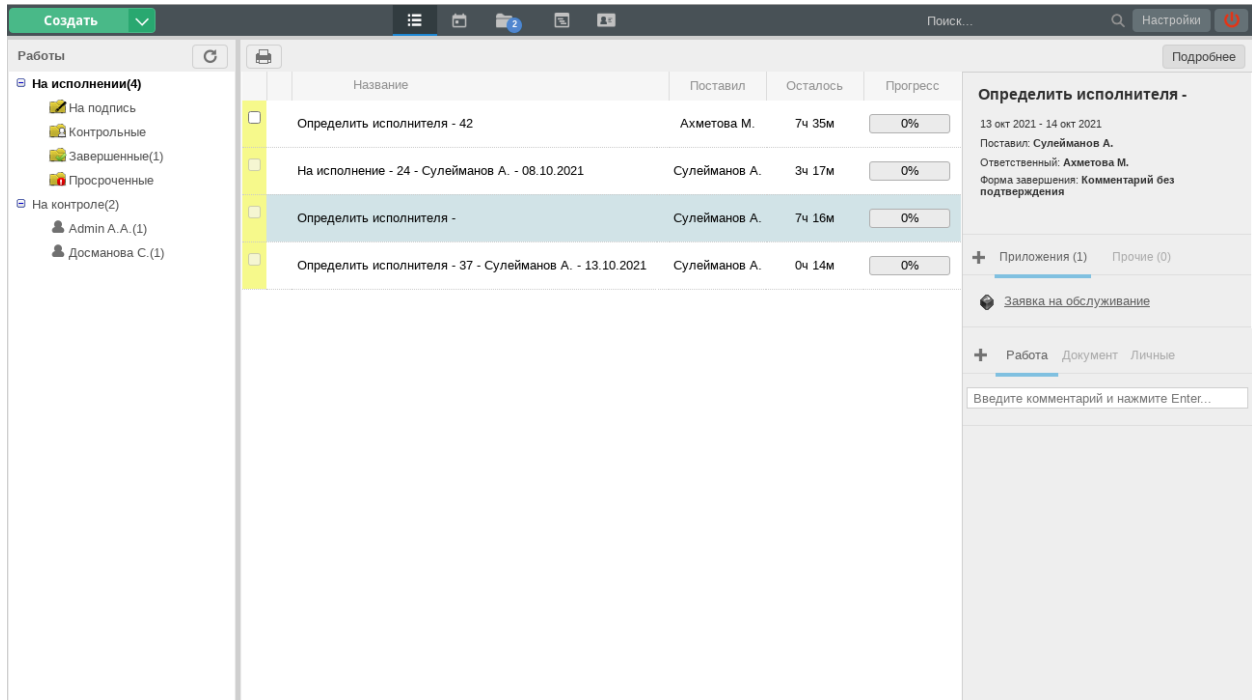 Создать
2
Поиск...
Настройки
Работы
Подробнее
На исполнении(4)
На подпись
Контрольные
Завершенные(1)
Просроченные
На контроле(2)
Admin A.A.(1)
Досманова С.(1)
Название Поставил Осталось Прогресс
Определить исполнителя - 42 Ахметова М. 7ч 35м 0%
На исполнение - 24 - Сулейманов А. - 08.10.2021 Сулейманов А. 3ч 17м 0%
Определить исполнителя - Сулейманов А. 7ч 16м 0%
Определить исполнителя - 37 - Сулейманов А. - 13.10.2021 Сулейманов А. 0ч 14м 0%
Определить исполнителя -
13 окт 2021 - 14 окт 2021
Поставил: Сулейманов А.
Ответственный: Ахметова М.
Форма завершения: Комментарий без
подтверждения
Приложения (1) Прочие (0)
Заявка на обслуживание
Работа Документ Личные
Введите комментарий и нажмите Enter...